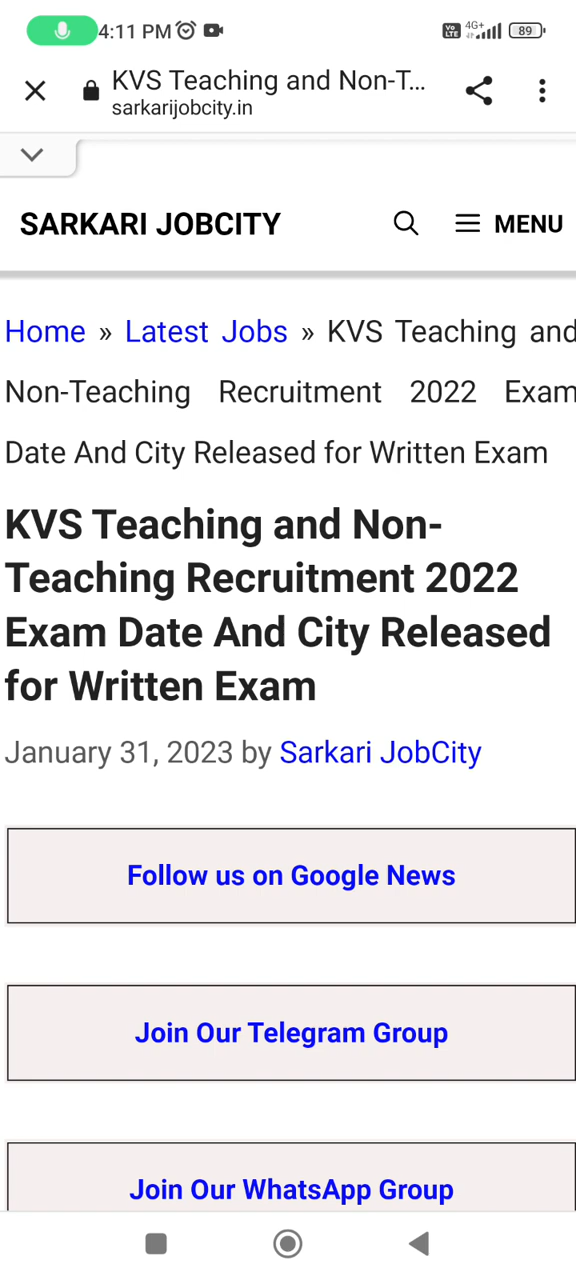 4:11 PM
Vo LTE 4G+ 89
KVS Teaching and Non-T...
sarkarijobcity.in
SARKARI JOBCITY MENU
Home » Latest Jobs » KVS Teaching and
Non-Teaching Recruitment 2022 Exam
Date And City Released for Written Exam
KVS Teaching and Non-
Teaching Recruitment 2022
Exam Date And City Released
for Written Exam
January 31, 2023 by Sarkari JobCity
Follow us on Google News
Join Our Telegram Group
Join Our WhatsApp Group